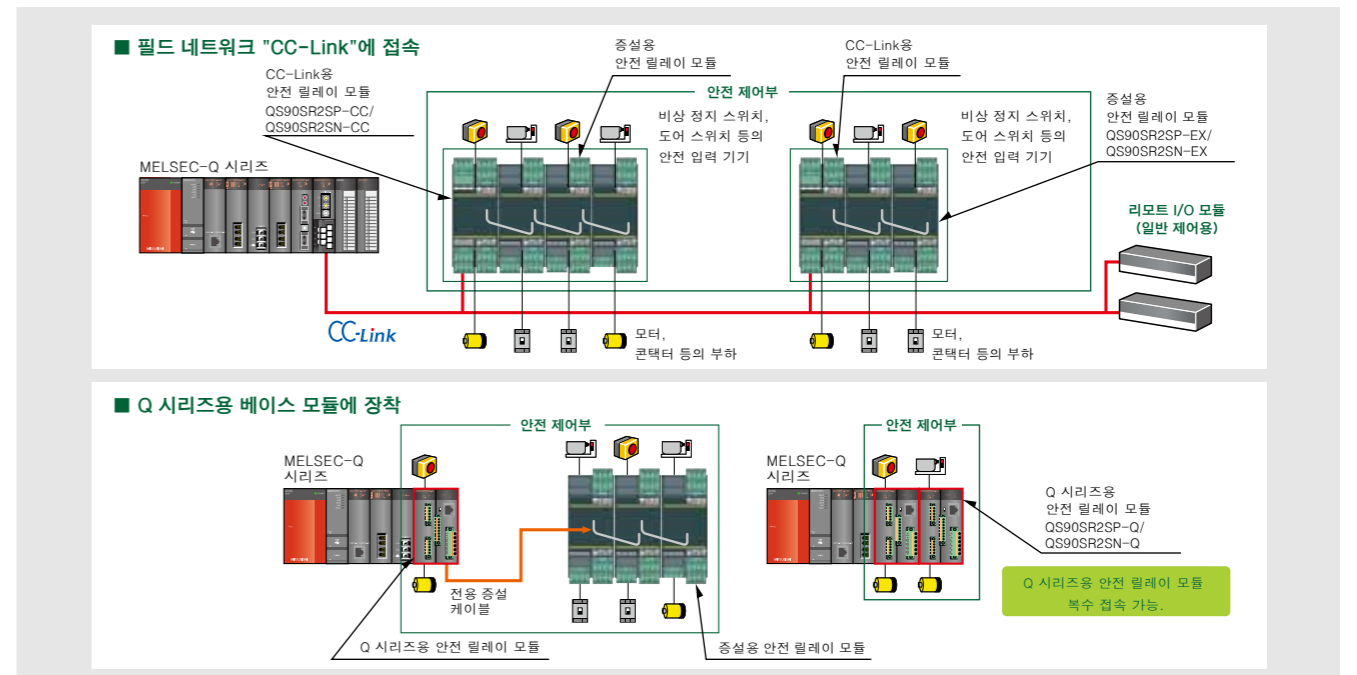 ■ 필드 네트워크 "CC-Link"에 접속
CC-Link용
안전 릴레이 모듈
QS90SR2SP-CC/
QS90SR2SN-CC
증설용
안전 릴레이 모듈
CC-Link용
안전 릴레이 모듈
안전 제어부
증설용
안전 릴레이 모듈
QS90SR2SP-EX/
QS90SR2SN-EX
비상 정지 스위치,
도어 스위치 등의
안전 입력 기기
비상 정지 스위치,
도어 스위치 등의
안전 입력 기기
MELSEC-Q 시리즈
리모트 I/O 모듈
(일반 제어용)
CC-Link
모터,
콘택터 등의 부하
모터,
콘택터 등의 부하
■ Q 시리즈용 베이스 모듈에 장착
안전 제어부
MELSEC-Q
시리즈
전용 증설
케이블
Q 시리즈용 안전 릴레이 모듈
증설용 안전 릴레이 모듈
안전 제어부
MELSEC-Q
시리즈
Q 시리즈용
안전 릴레이 모듈
QS90SR2SP-Q/
QS90SR2SN-Q
Q 시리즈용 안전 릴레이 모듈
복수 접속 가능.